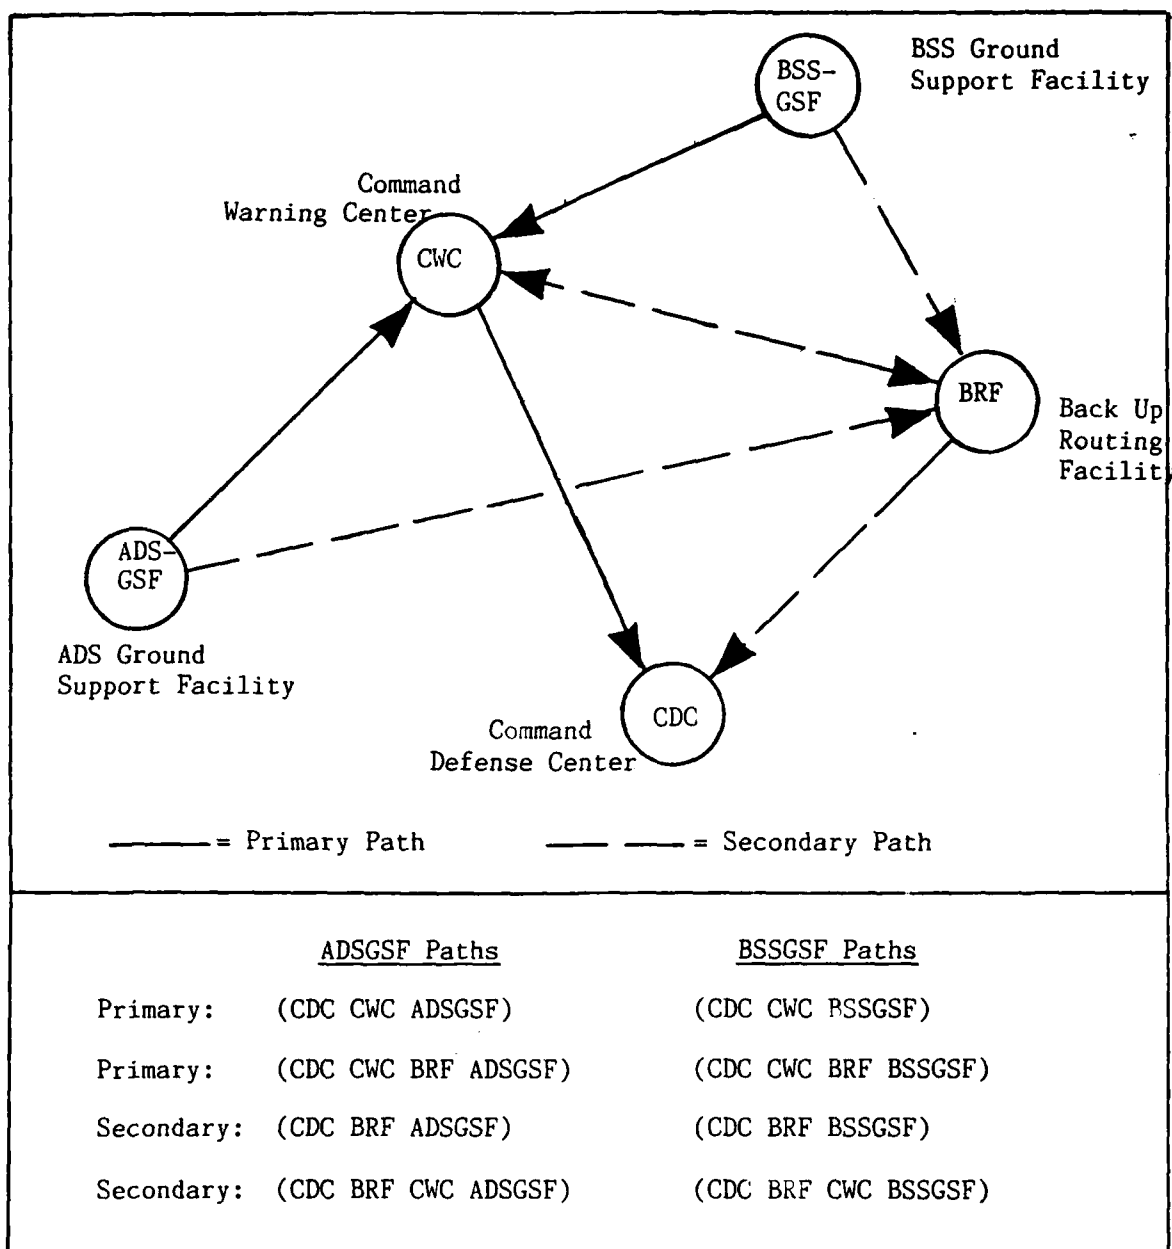 BSS-
GSF
BSS Ground
Support Facility
Command
Warning Center
CWC
BRF
Back Up
Routing
Facilit
ADS-
GSF
ADS Ground
Support Facility
CDC
Command
Defense Center
= Primary Path
= Secondary Path
ADSGSF Paths
BSSGSF Paths
Primary: (CDC CWC ADSGSF) (CDC CWC BSSGSF)
Primary: (CDC CWC BRF ADSGSF) (CDC CWC BRF BSSGSF)
Secondary: (CDC BRF ADSGSF) (CDC BRF BSSGSF)
Secondary: (CDC BRF CWC ADSGSF) (CDC BRF CWC BSSGSF)